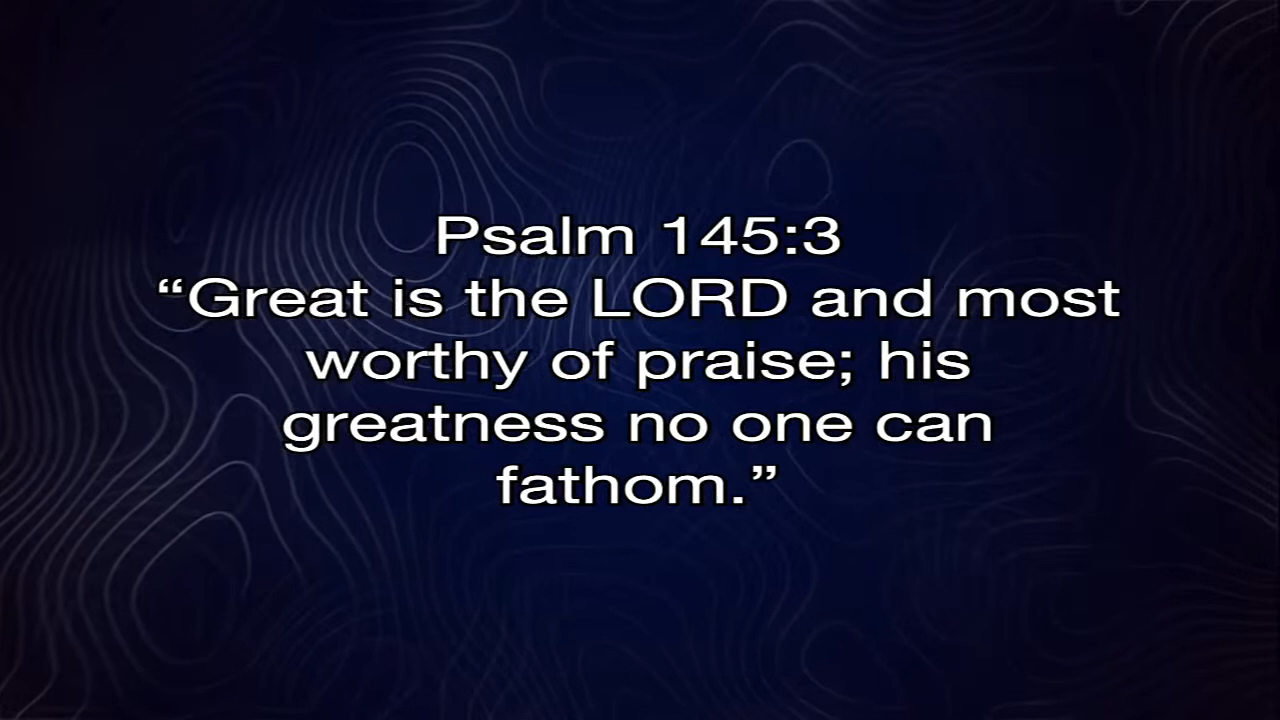 Psalm 145:3
“Great is the LORD and most
worthy of praise; his
greatness no one can
fathom.”